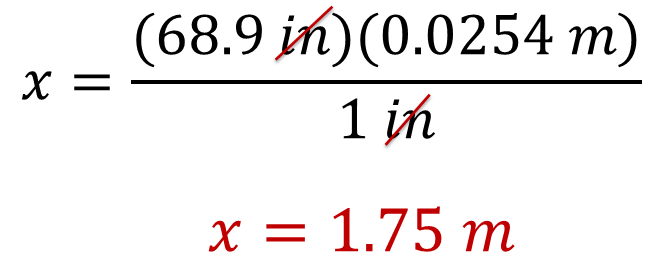 x = (68.9 in)(0.0254 m)
1 in
x = 1.75 m